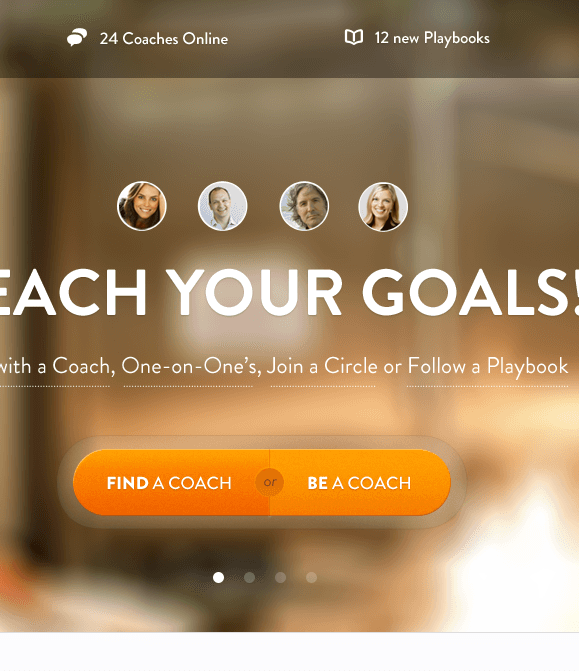 24 Coaches Online
12 new Playbooks
EACH YOUR GOALS!
with a Coach, One-on-One's, Join a Circle or Follow a Playbook
FIND A COACH or BE A COACH